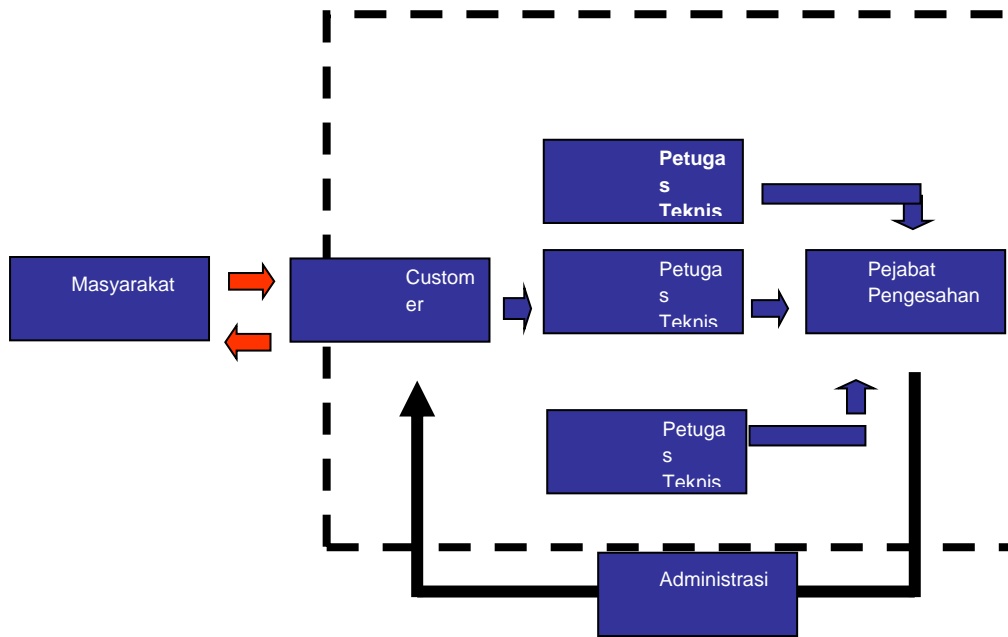 Petuga
s
Teknis
Masyarakat
Custom
er
Petuga
s
Teknis
Pejabat
Pengesahan
Petuga
s
Teknis
Administrasi